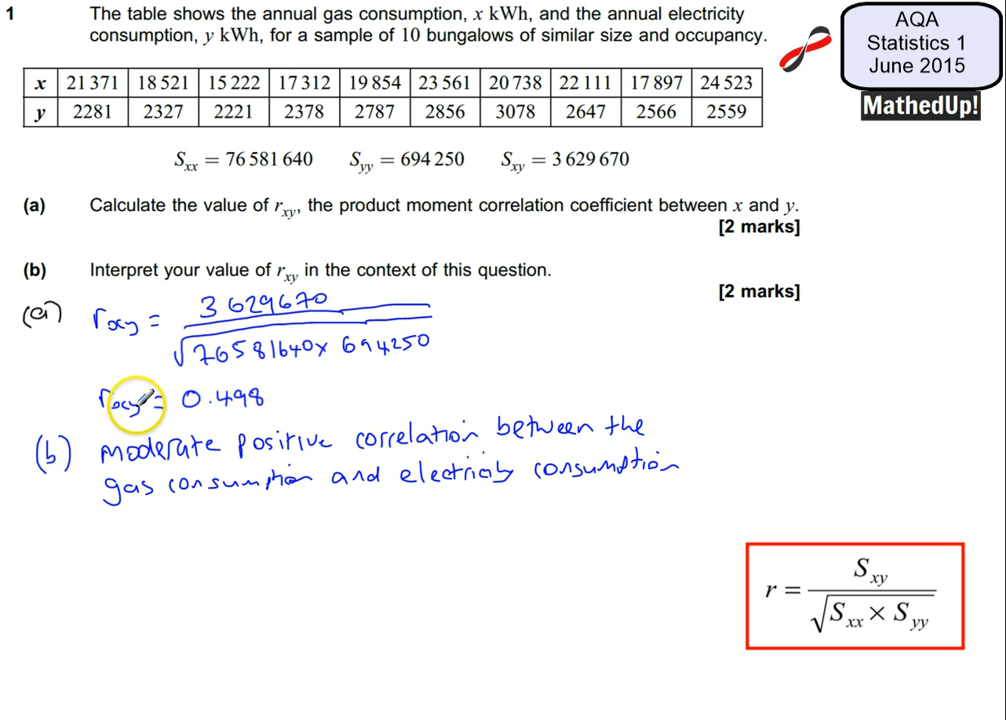 1 The table shows the annual gas consumption, x kWh, and the annual electricity
consumption, y kWh, for a sample of 10 bungalows of similar size and occupancy.
AQA
Statistics 1
June 2015
MathedUp!
x 21 371 18 521 15 222 17 312 19 854 23 561 20 738 22 111 17 897 24 523
y 2281 2327 2221 2378 2787 2856 3078 2647 2566 2559
Sxx = 76 581 640 Syy = 694 250 Sxy = 3 629 670
(a) Calculate the value of rxy, the product moment correlation coefficient between x and y.
[2 marks]
(b) Interpret your value of rxy in the context of this question.
[2 marks]
(a) rxy = 3629670 / √76581640 × 694250
rxy = 0.498
(b) moderate positive correlation between the
gas consumption and electricity consumption
r = Sxy / √Sxx × Syy